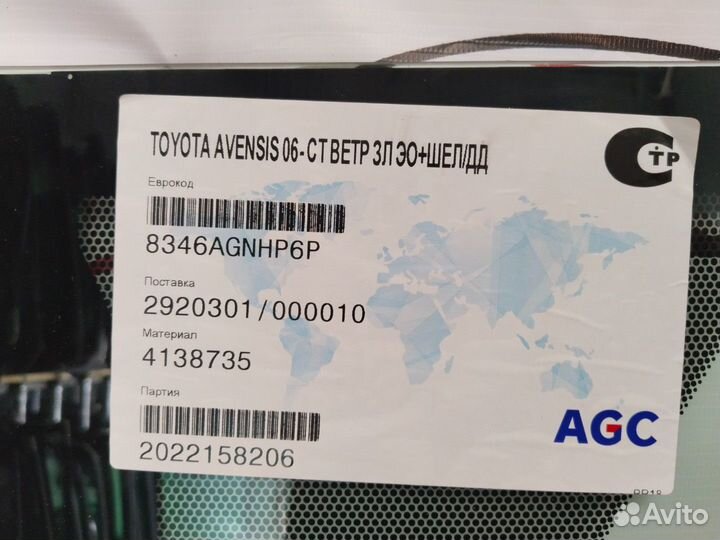 TOYOTA AVENSIS 06- СТ ВЕТР ЗЛ ЭО+ШЕЛ/ДД
СТР
Еврокод
8346AGNHP6P
Поставка
2920301/000010
Материал
4138735
Партия
2022158206
AGC
Avito